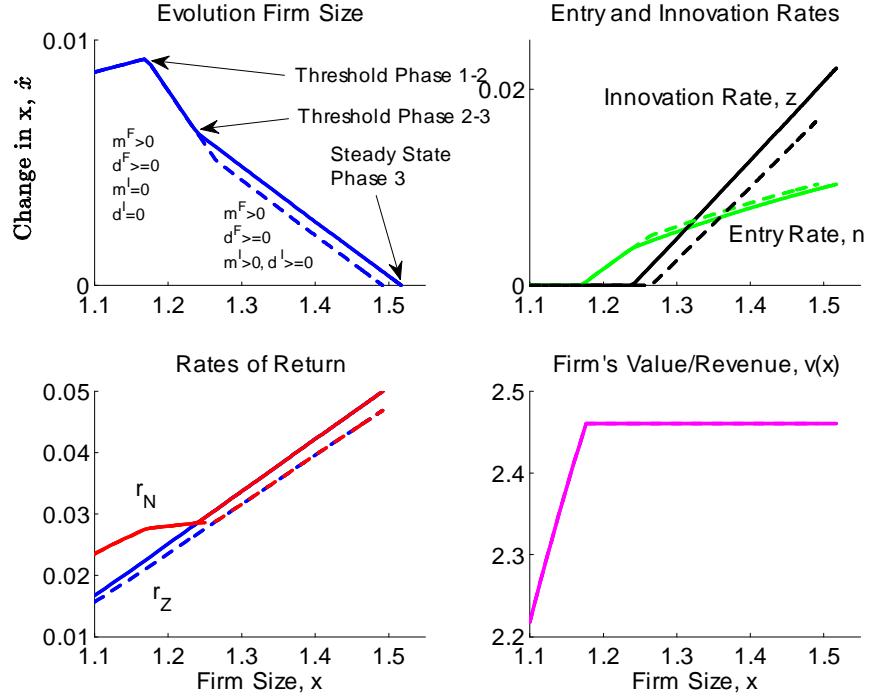 Evolution Firm Size
Change in x, ẋ
0.01
0
1.1 1.2 1.3 1.4 1.5
Threshold Phase 1-2
Threshold Phase 2-3
Steady State
Phase 3
m^F>0
d^F>=0
m^I=0
d^I=0
m^F>0
d^F>=0
m^I>0, d^I>=0
Entry and Innovation Rates
0.02
0
1.1 1.2 1.3 1.4 1.5
Innovation Rate, z
Entry Rate, n
Rates of Return
0.05
0.04
0.03
0.02
0.01
1.1 1.2 1.3 1.4 1.5
r_N
r_Z
Firm Size, x
Firm's Value/Revenue, v(x)
2.5
2.4
2.3
2.2
1.1 1.2 1.3 1.4 1.5
Firm Size, x